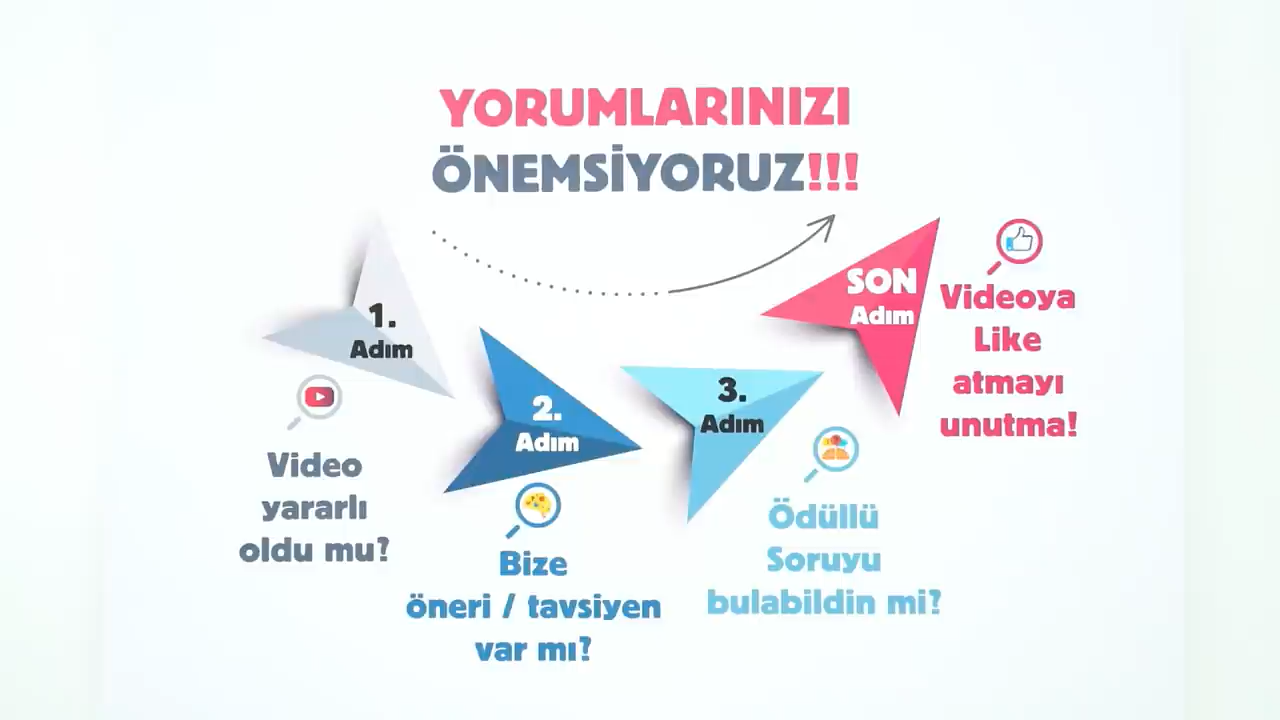 YORUMLARINIZI
ÖNEMSİYORUZ!!!
1.
Adım
Video
yararlı
oldu mu?
2.
Adım
Bize
öneri / tavsiyen
var mı?
3.
Adım
Ödüllü
Soruyu
bulabildin mi?
SON
Adım
Videoya
Like
atmayı
unutma!